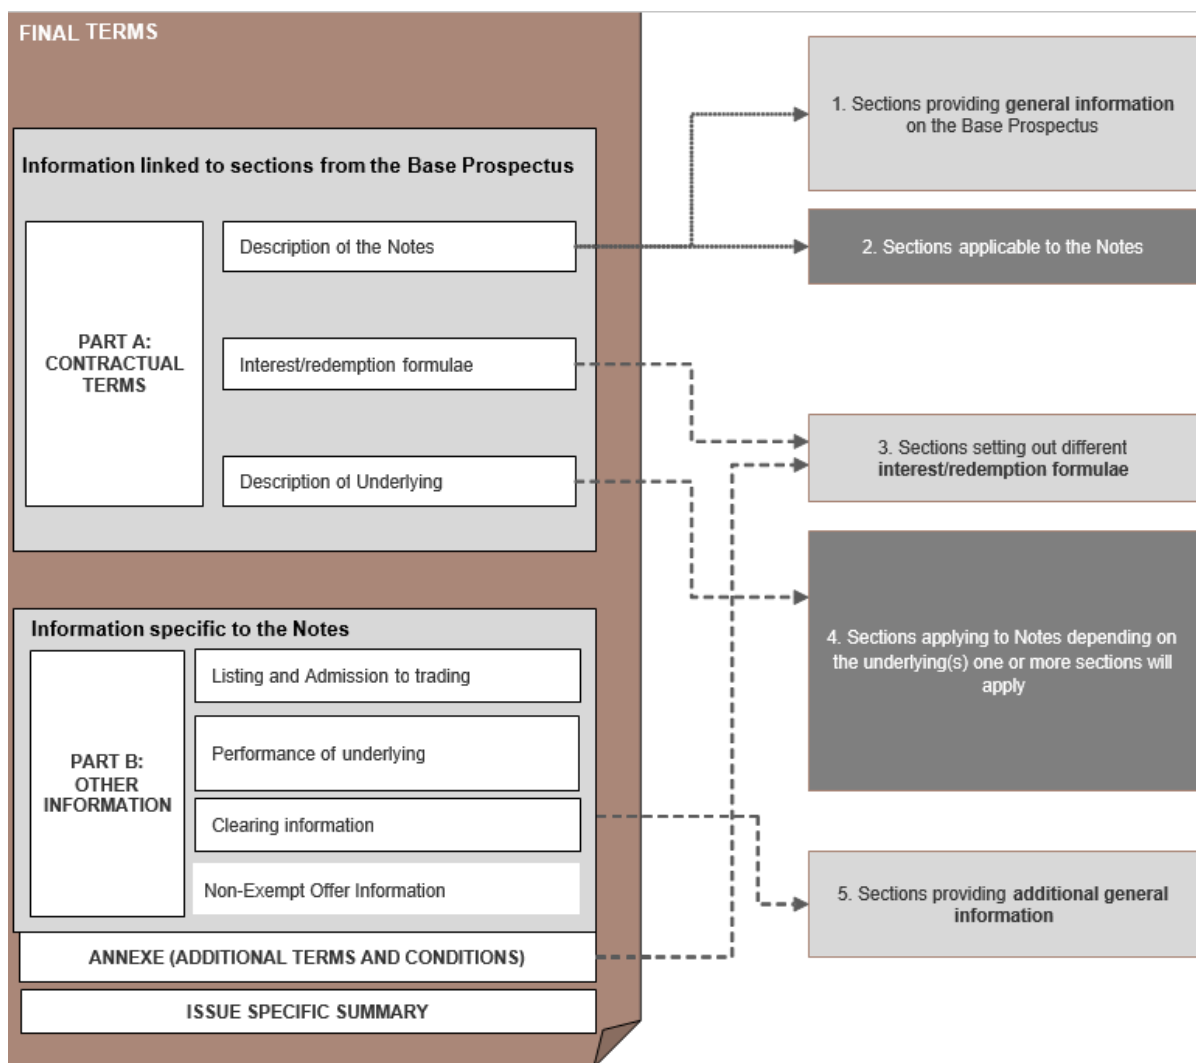 FINAL TERMS
Information linked to sections from the Base Prospectus
PART A:
CONTRACTUAL
TERMS
Description of the Notes
Interest/redemption formulae
Description of Underlying
Information specific to the Notes
PART B:
OTHER
INFORMATION
Listing and Admission to trading
Performance of underlying
Clearing information
Non-Exempt Offer Information
ANNEXE (ADDITIONAL TERMS AND CONDITIONS)
ISSUE SPECIFIC SUMMARY
1. Sections providing general information
on the Base Prospectus
2. Sections applicable to the Notes
3. Sections setting out different
interest/redemption formulae
4. Sections applying to Notes depending on
the underlying(s) one or more sections will
apply
5. Sections providing additional general
information